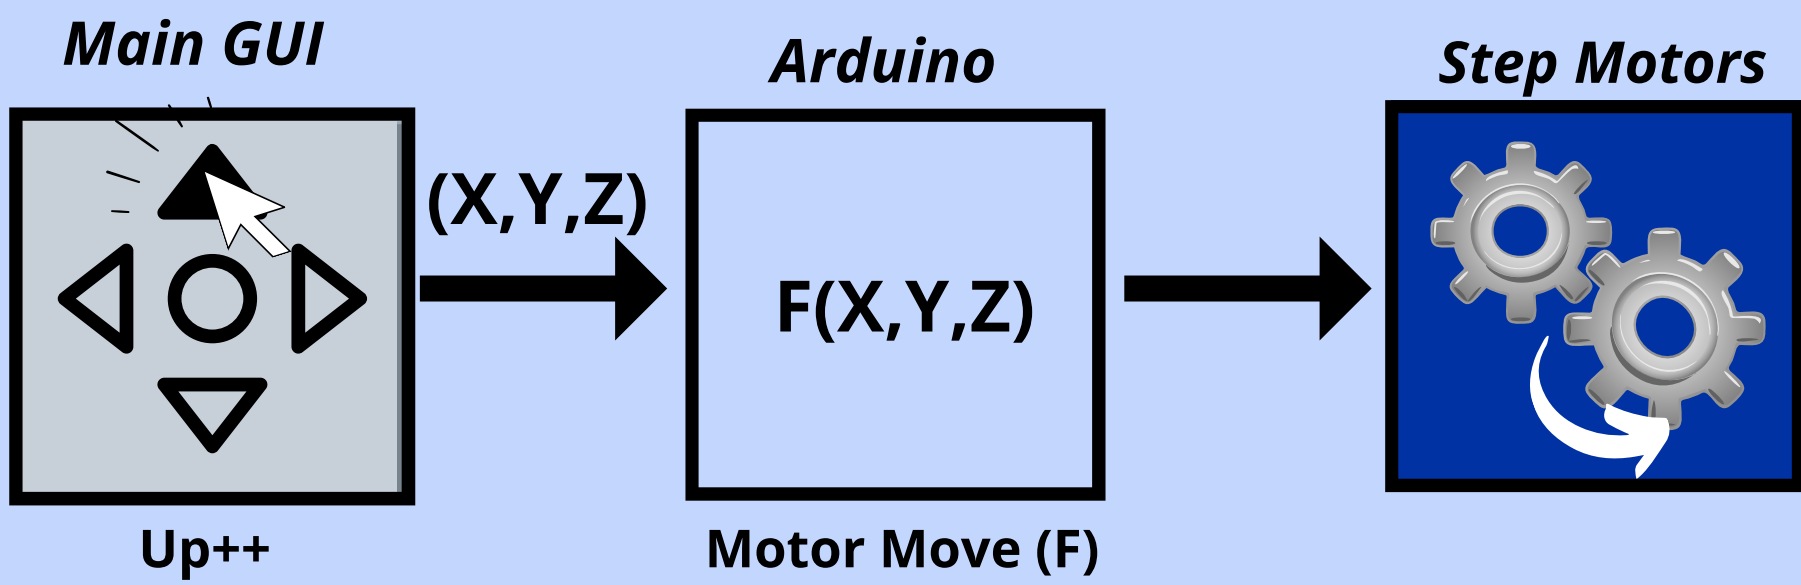 Main GUI
Arduino
Step Motors
(X,Y,Z)
F(X,Y,Z)
Up++
Motor Move (F)